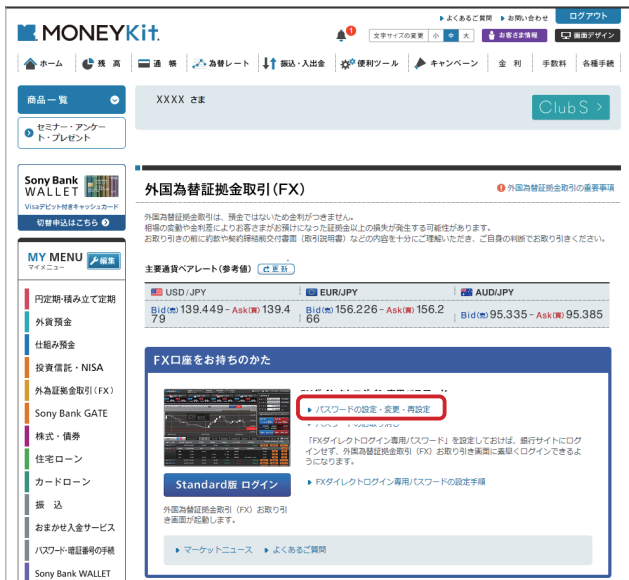 よくあるご質問 お問い合わせ ログアウト
MONEYKit.
1 文字サイズの変更 小 中 大 お客さま情報 画面デザイン
ホーム 残 高 通 帳 為替レート 振込・入出金 便利ツール キャンペーン 金 利 手数料 各種手続
商品一覧
XXXX さま
Club S >
セミナー・アンケー
ト・プレゼント
Sony Bank
WALLET
Visaデビット付きキャッシュカード
切替申込はこちら
外国為替証拠金取引(FX)
外国為替証拠金取引の重要事項
外国為替証拠金取引は、預金ではないため金利がつきません。
相場の変動や金利差によりお客さまがお預けになった証拠金以上の損失が発生する可能性があります。
お取り引きの前に約款や契約締結前交付書面(取引説明書)などの内容を十分にご理解いただき、ご自身の判断でお取り引きください。
MY MENU 編集
マイメニュー
主要通貨ペアレート(参考値) 更新
USD/JPY EUR/JPY AUD/JPY
Bid(売)139.449-Ask(買)139.4
79
Bid(売)156.226-Ask(買)156.2
66
Bid(売)95.335-Ask(買)95.385
円定期・積み立て定期
外貨預金
仕組み預金
投資信託・NISA
外為証拠金取引(FX)
Sony Bank GATE
株式・債券
住宅ローン
カードローン
振 込
おまかせ入金サービス
パスワード・暗証番号の手続
Sony Bank WALLET
FX口座をお持ちのかた
パスワードの設定・変更・再設定
「FXダイレクトログイン専用パスワード」を設定しておけば、銀行サイトにログ
インせず、外国為替証拠金取引(FX)お取り引き画面に素早くログインできるよ
うになります。
FXダイレクトログイン専用パスワードの設定手順
Standard版 ログイン
外国為替証拠金取引(FX)お取り引
き画面が起動します。
マーケットニュース よくあるご質問